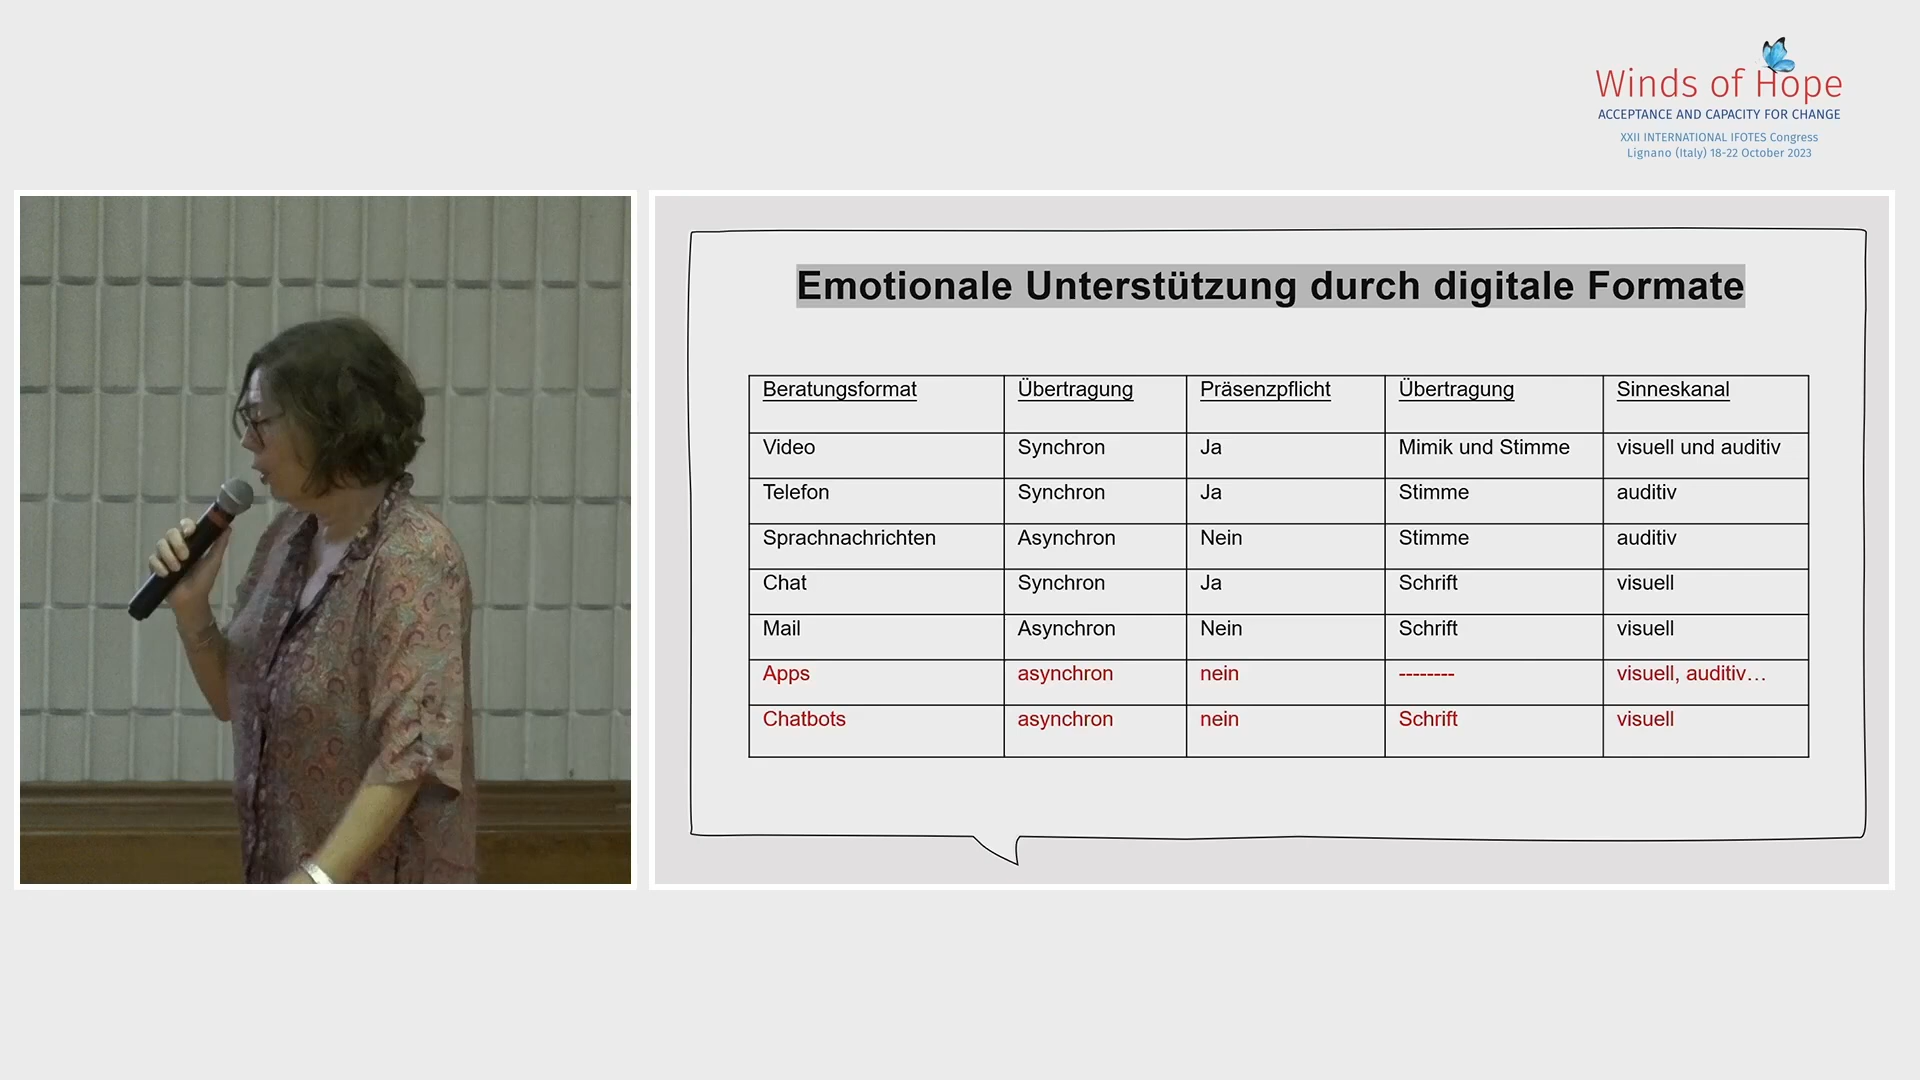 Winds of Hope
ACCEPTANCE AND CAPACITY FOR CHANGE
XXII INTERNATIONAL IFOTES Congress
Lignano (Italy) 18-22 October 2023
Emotionale Unterstützung durch digitale Formate
Beratungsformat Übertragung Präsenzpflicht Übertragung Sinneskanal
Video Synchron Ja Mimik und Stimme visuell und auditiv
Telefon Synchron Ja Stimme auditiv
Sprachnachrichten Asynchron Nein Stimme auditiv
Chat Synchron Ja Schrift visuell
Mail Asynchron Nein Schrift visuell
Apps asynchron nein -------- visuell, auditiv…
Chatbots asynchron nein Schrift visuell